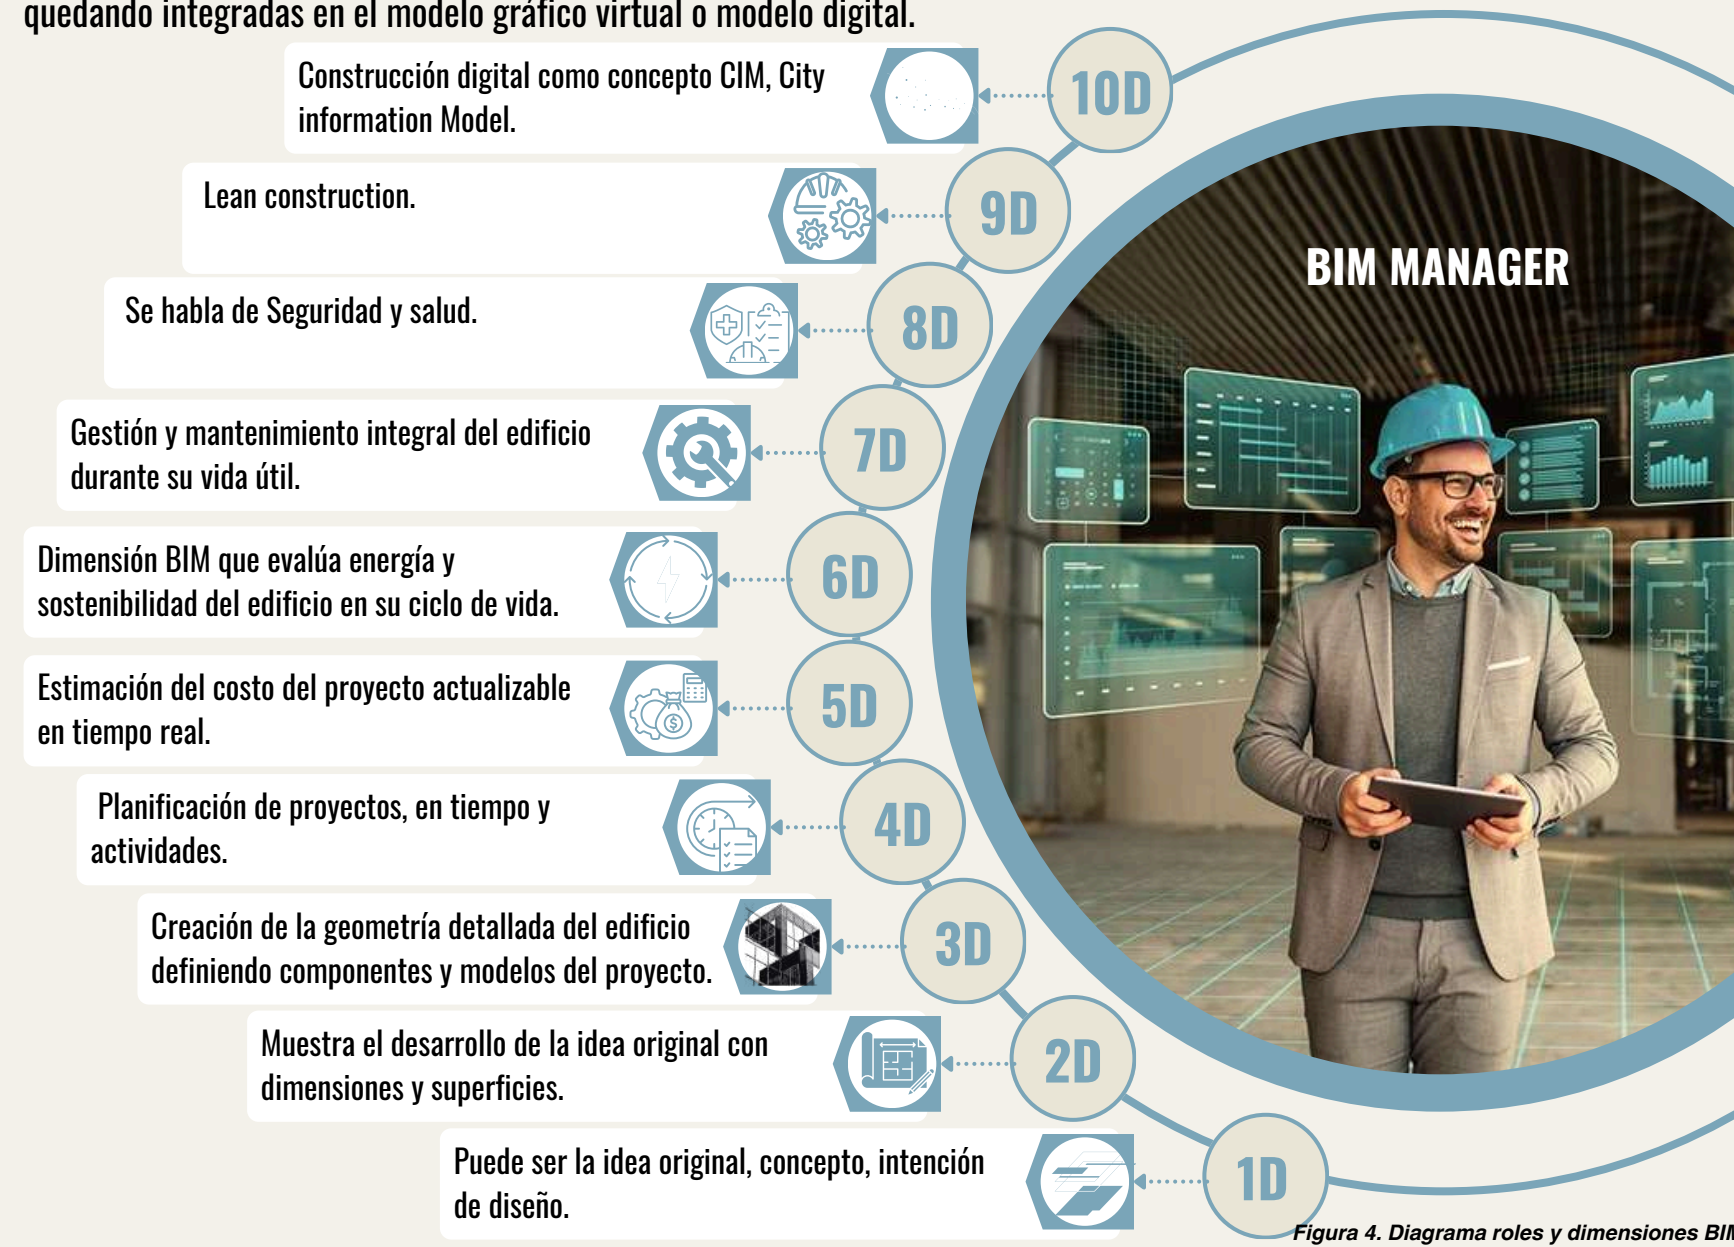 quedando integradas en el modelo gráfico virtual o modelo digital.
Construcción digital como concepto CIM, City
information Model.
10D
Lean construction.
9D
BIM MANAGER
Se habla de Seguridad y salud.
8D
Gestión y mantenimiento integral del edificio
durante su vida útil.
7D
Dimensión BIM que evalúa energía y
sostenibilidad del edificio en su ciclo de vida.
6D
Estimación del costo del proyecto actualizable
en tiempo real.
5D
Planificación de proyectos, en tiempo y
actividades.
4D
Creación de la geometría detallada del edificio
definiendo componentes y modelos del proyecto.
3D
Muestra el desarrollo de la idea original con
dimensiones y superficies.
2D
Puede ser la idea original, concepto, intención
de diseño.
1D
Figura 4. Diagrama roles y dimensiones